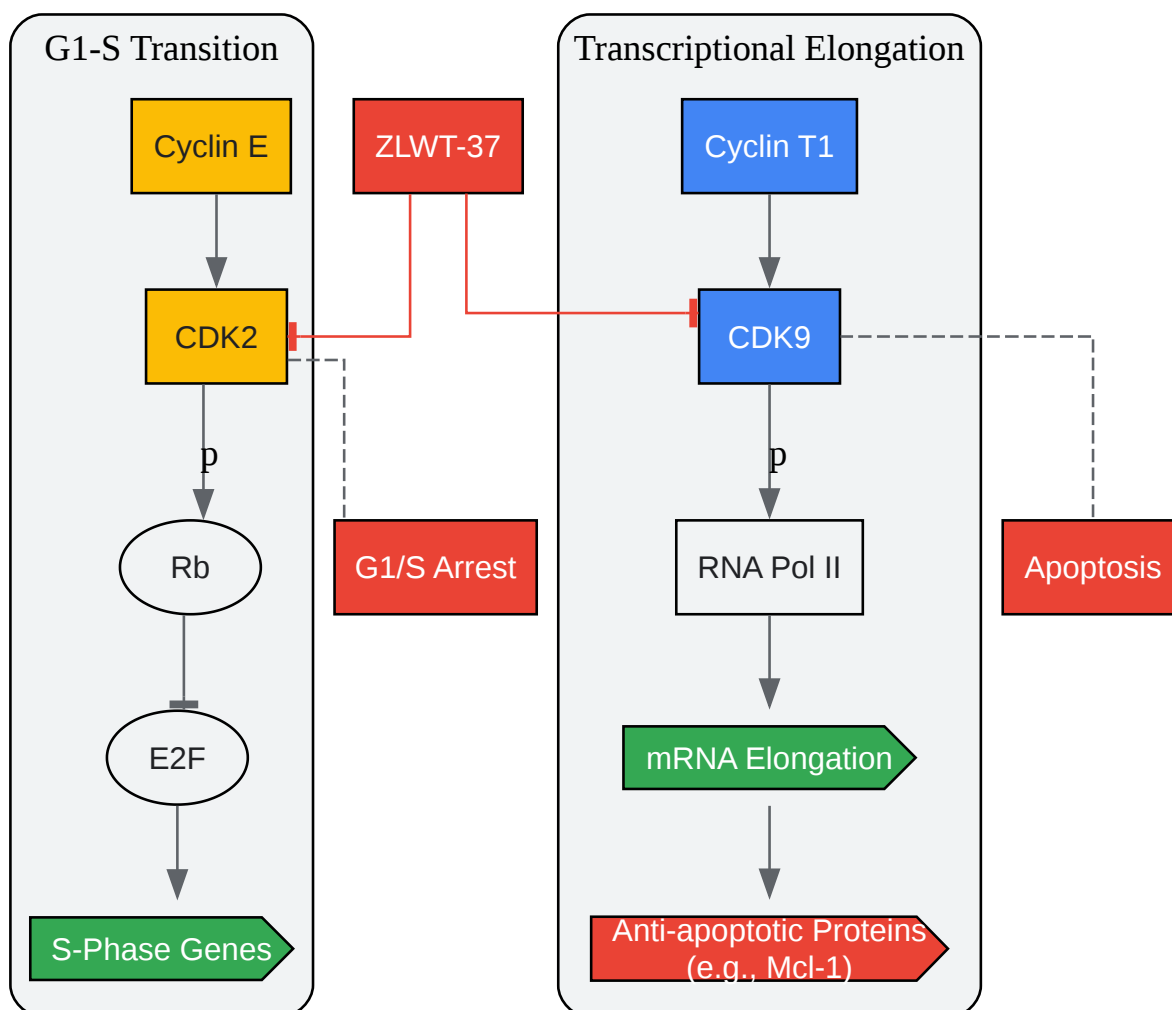 G1-S Transition
Transcriptional Elongation
Cyclin E
ZLWT-37
Cyclin T1
CDK2
CDK9
p
p
Rb
G1/S Arrest
RNA Pol II
Apoptosis
E2F
mRNA Elongation
S-Phase Genes
Anti-apoptotic Proteins
(e.g., Mcl-1)